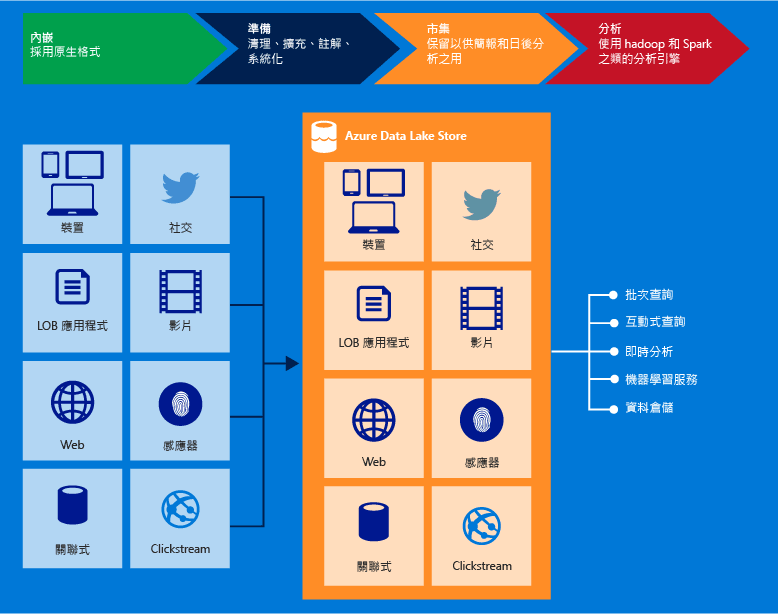 內嵌
採用原生格式
準備
清理、擴充、註解、
系統化
市集
保留以供簡報和日後分
析之用
分析
使用 hadoop 和 Spark
之類的分析引擎
裝置
社交
LOB 應用程式
影片
Web
感應器
關聯式
Clickstream
Azure Data Lake Store
裝置
社交
LOB 應用程式
影片
Web
感應器
關聯式
Clickstream
批次查詢
互動式查詢
即時分析
機器學習服務
資料倉儲